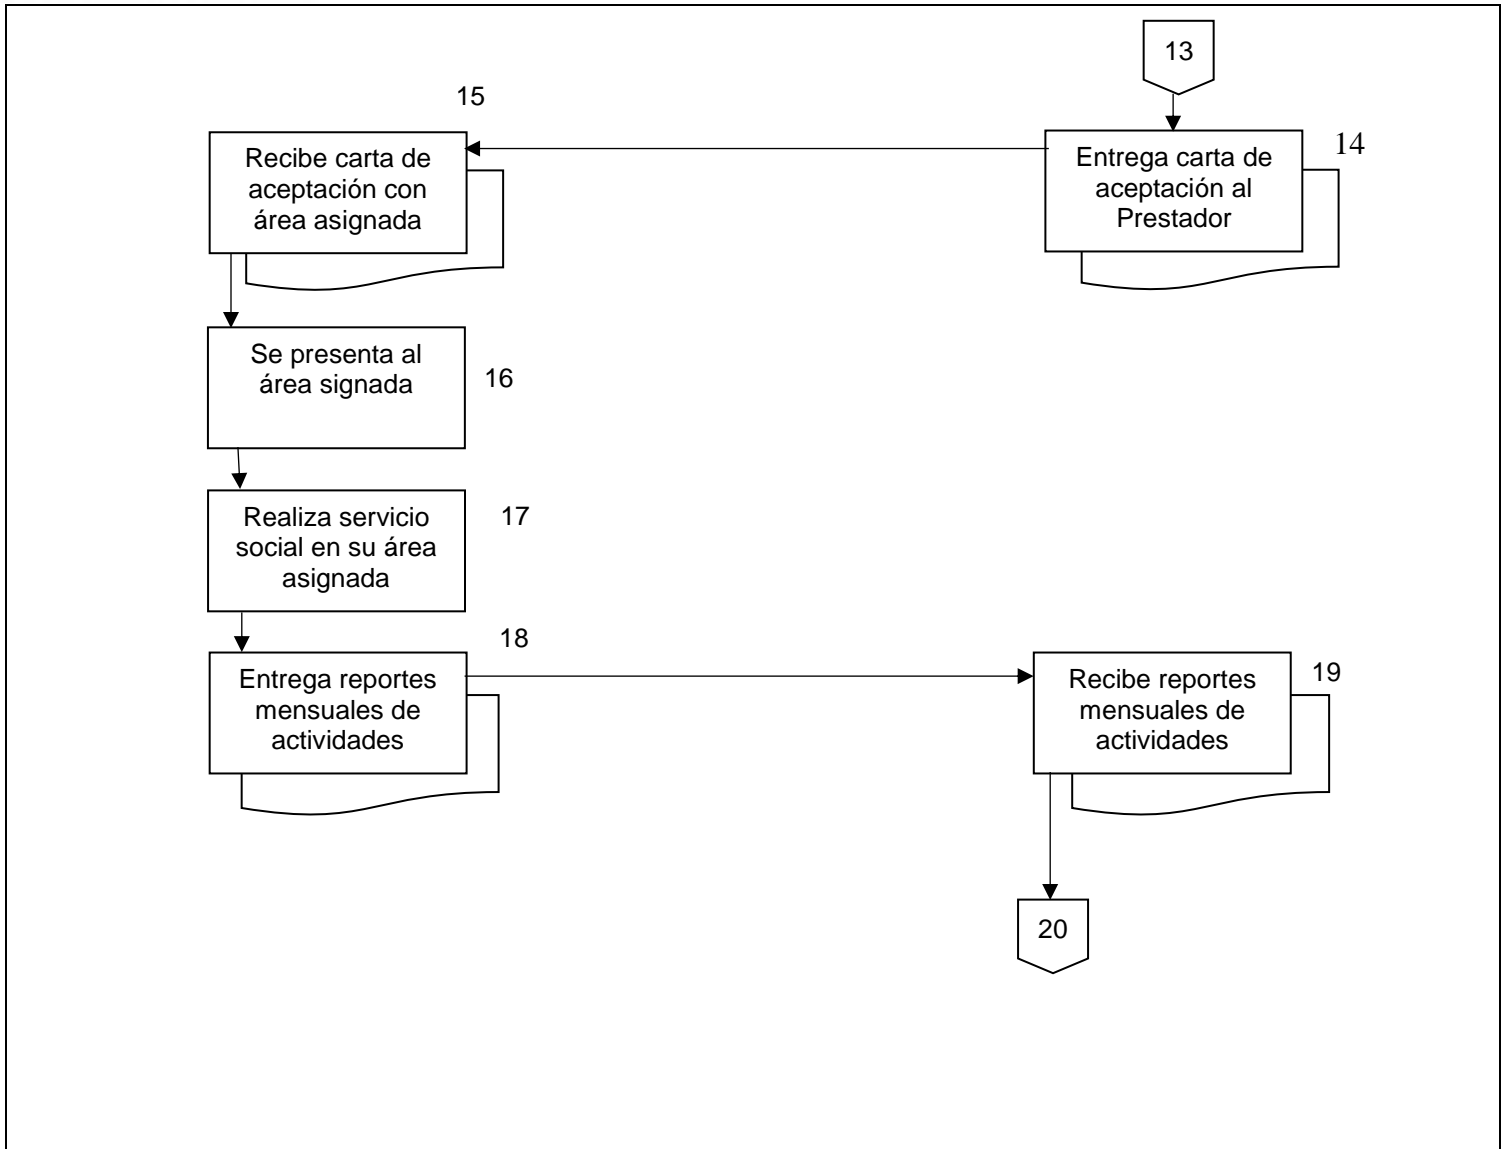 13
15
14
Recibe carta de
aceptación con
área asignada
Entrega carta de
aceptación al
Prestador
Se presenta al
área signada
16
Realiza servicio
social en su área
asignada
17
18
Entrega reportes
mensuales de
actividades
19
Recibe reportes
mensuales de
actividades
20